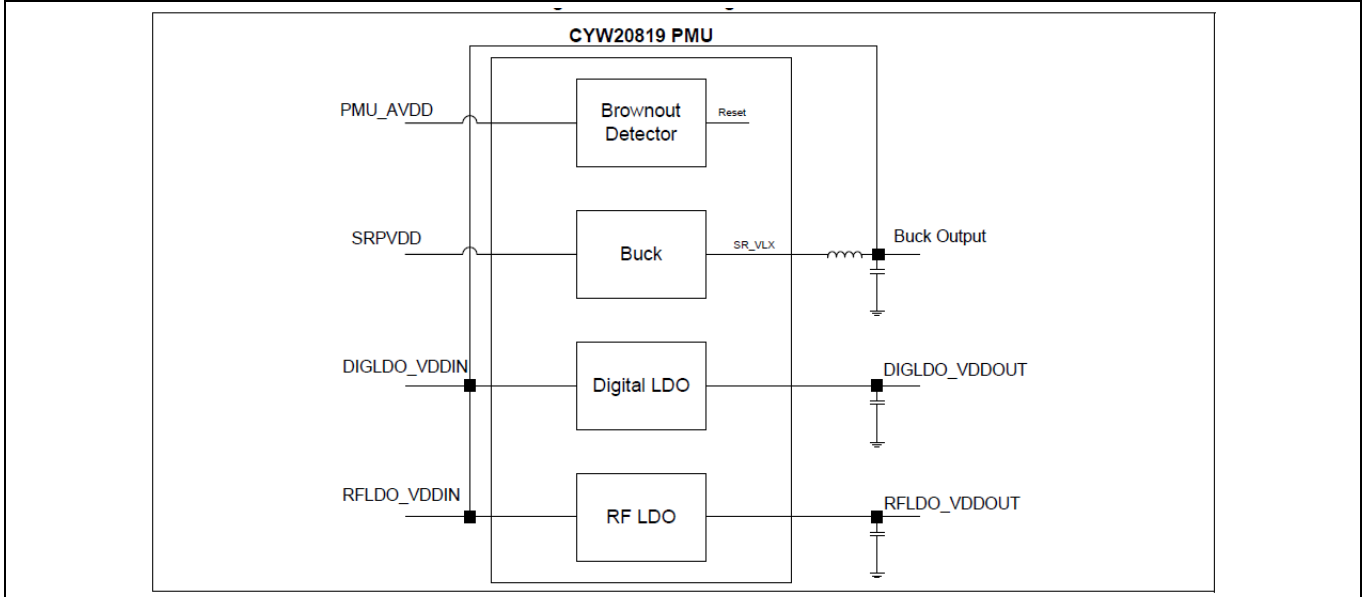 CYW20819 PMU
PMU_AVDD
Brownout
Detector
Reset
SRPVDD
Buck
SR_VLX
Buck Output
DIGLDO_VDDIN
Digital LDO
DIGLDO_VDDOUT
RFLDO_VDDIN
RF LDO
RFLDO_VDDOUT